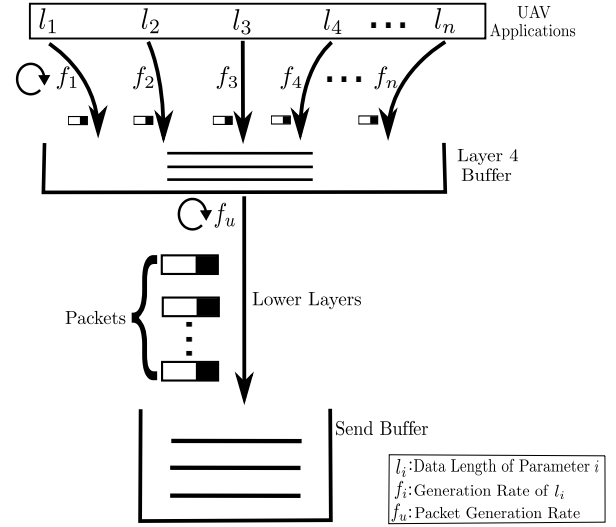 l₁ l₂ l₃ l₄ ••• lₙ
UAV
Applications
f₁ f₂ f₃ f₄ ••• fₙ
Layer 4
Buffer
fᵤ
Lower Layers
Packets
Send Buffer
lᵢ:Data Length of Parameter i
fᵢ:Generation Rate of lᵢ
fᵤ:Packet Generation Rate